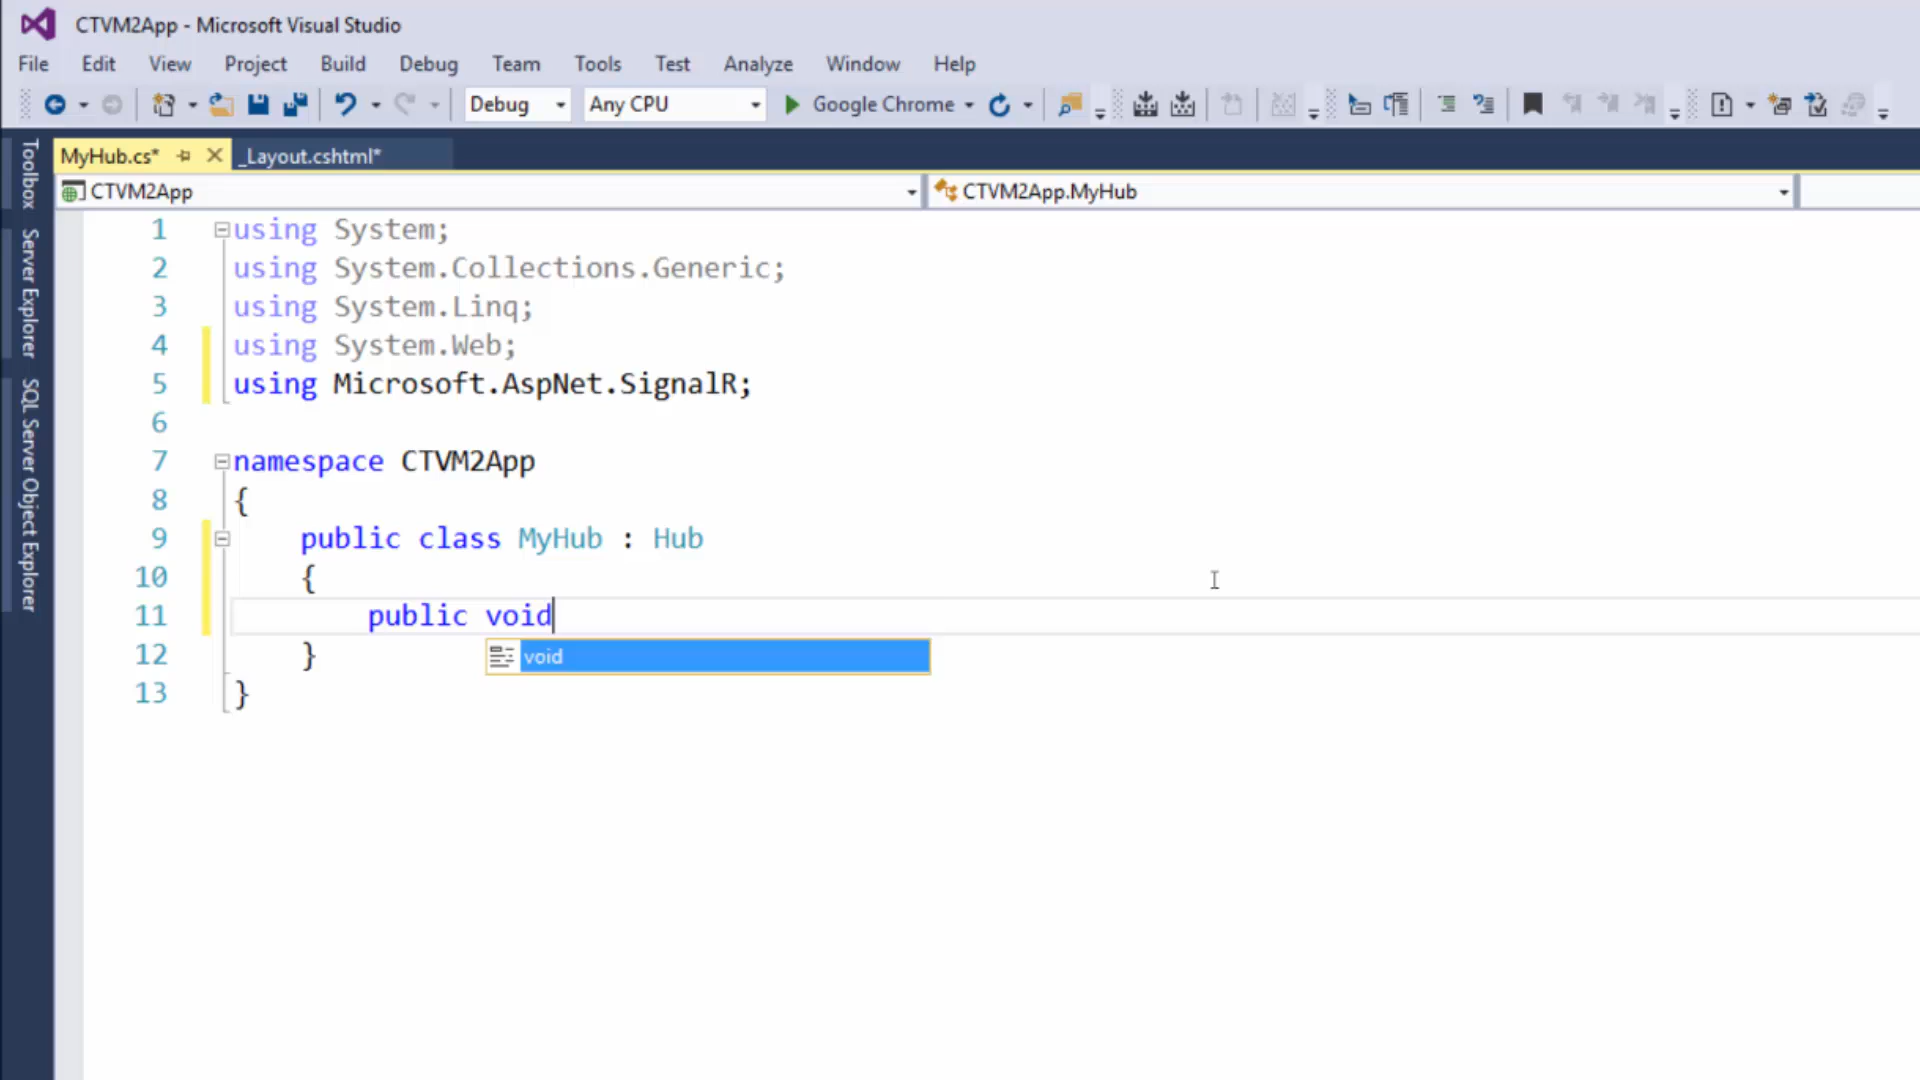 CTVM2App - Microsoft Visual Studio
File Edit View Project Build Debug Team Tools Test Analyze Window Help
Debug Any CPU Google Chrome
MyHub.cs* _Layout.cshtml*
CTVM2App CTVM2App.MyHub
Toolbox
Server Explorer
SQL Server Object Explorer
1 using System;
2 using System.Collections.Generic;
3 using System.Linq;
4 using System.Web;
5 using Microsoft.AspNet.SignalR;
6
7 namespace CTVM2App
8 {
9 public class MyHub : Hub
10 {
11 public void
void
12 }
13 }